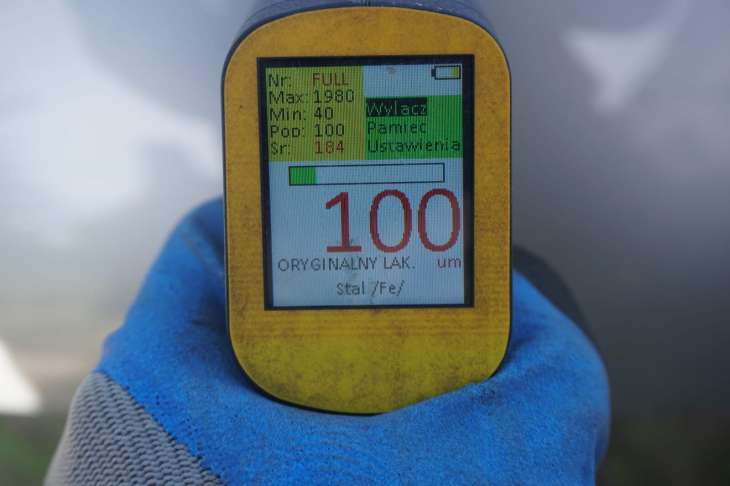 Nr: FULL
Max: 1980
Min: 40
Pop: 100
Sr: 184
Wylacz
Pamiec
Ustawienia
100
ORYGINALNY LAK. um
Stal /Fe/